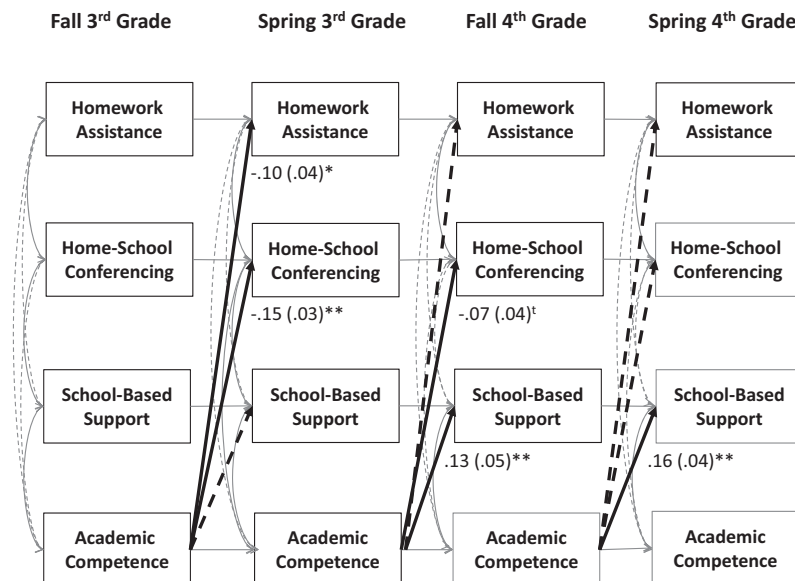 Fall 3rd Grade Spring 3rd Grade Fall 4th Grade Spring 4th Grade
Homework Assistance Homework Assistance Homework Assistance Homework Assistance
-.10 (.04)*
Home-School Conferencing Home-School Conferencing Home-School Conferencing Home-School Conferencing
-.15 (.03)** -.07 (.04)t
School-Based Support School-Based Support School-Based Support School-Based Support
.13 (.05)** .16 (.04)**
Academic Competence Academic Competence Academic Competence Academic Competence